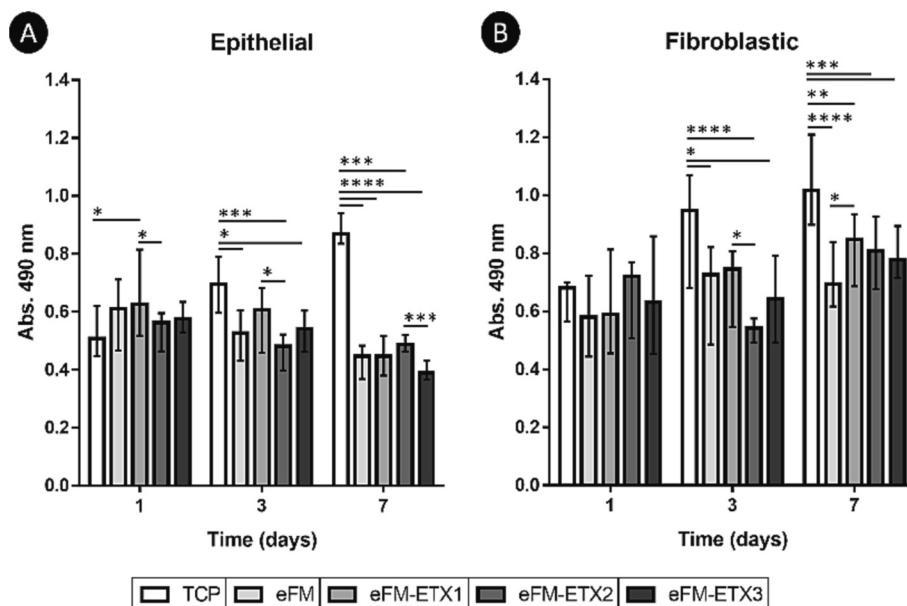 A
Epithelial
Abs. 490 nm
1.4
1.2
1.0
0.8
0.6
0.4
0.2
0.0
*
*
***
*
*
***
****
***
1
3
7
Time (days)
B
Fibroblastic
Abs. 490 nm
1.4
1.2
1.0
0.8
0.6
0.4
0.2
0.0
****
*
*
***
**
****
*
1
3
7
Time (days)
TCP
eFM
eFM-ETX1
eFM-ETX2
eFM-ETX3